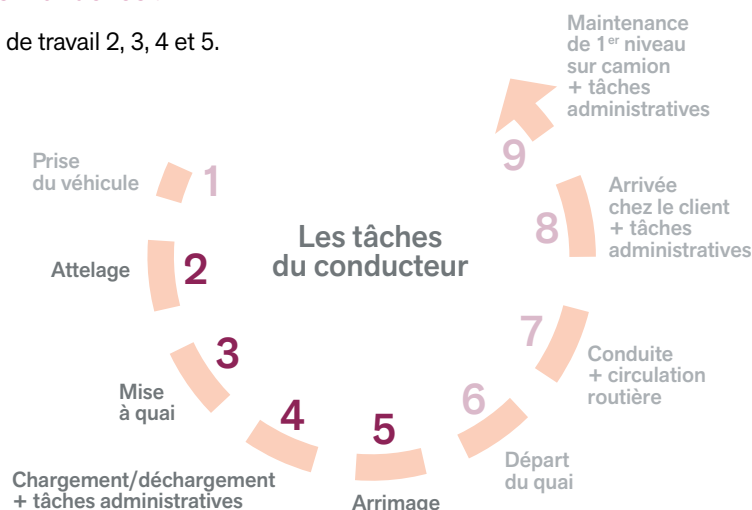 de travail 2, 3, 4 et 5.
Les tâches
du conducteur
1
Prise
du véhicule
2
Attelage
3
Mise
à quai
4
Chargement/déchargement
+ tâches administratives
5
Arrimage
6
Départ
du quai
7
Conduite
+ circulation
routière
8
Arrivée
chez le client
+ tâches
administratives
9
Maintenance
de 1er niveau
sur camion
+ tâches
administratives